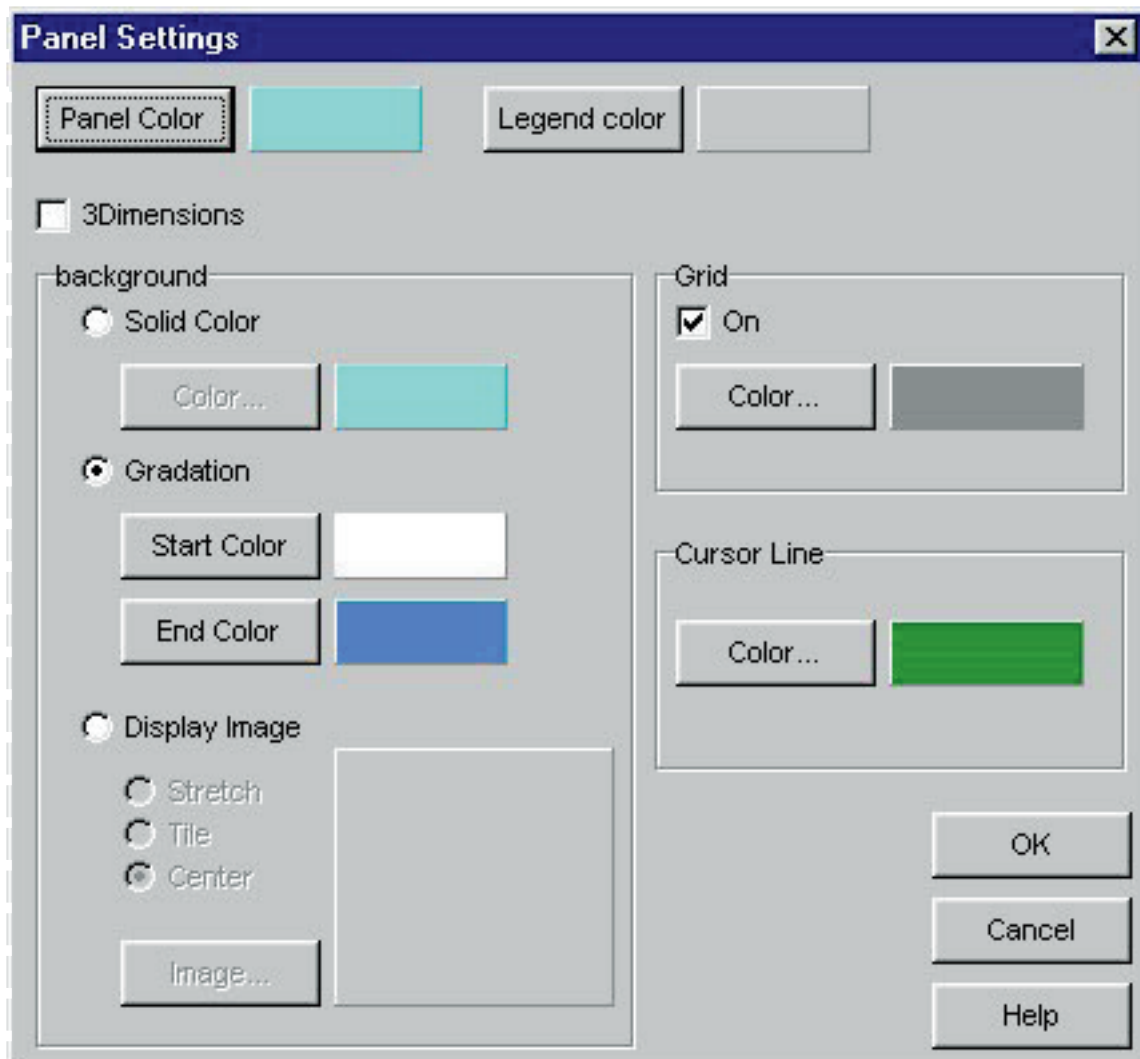 Panel Settings
Panel Color
Legend color
3Dimensions
background
Solid Color
Color...
Gradation
Start Color
End Color
Display Image
Stretch
Tile
Center
Image...
Grid
On
Color...
Cursor Line
Color...
OK
Cancel
Help